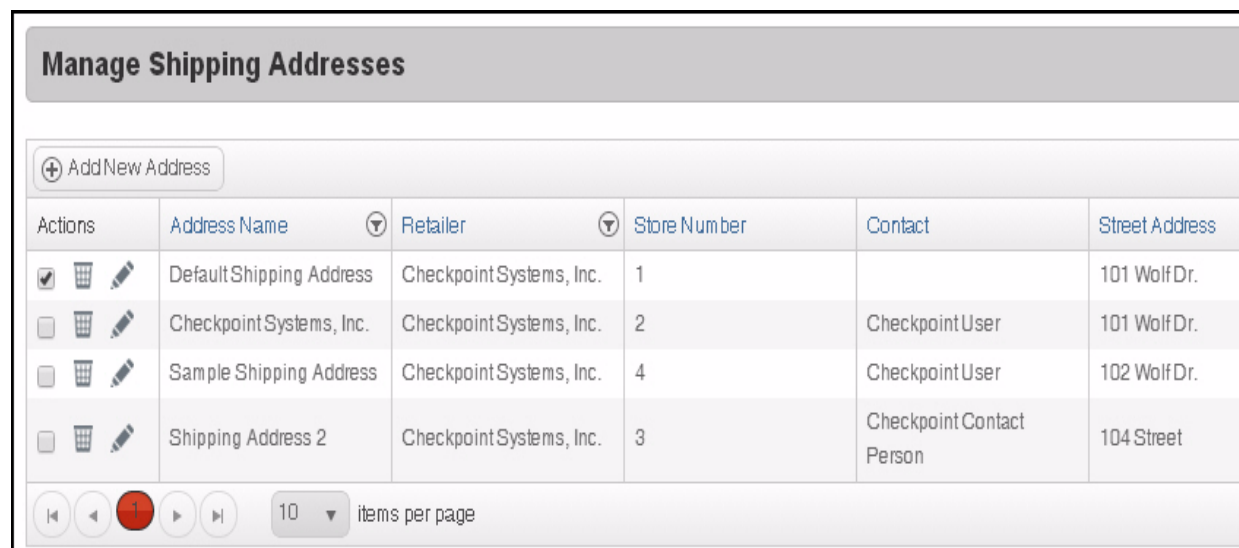 Manage Shipping Addresses
Add New Address
Actions Address Name Retailer Store Number Contact Street Address
Default Shipping Address Checkpoint Systems, Inc. 1 101 Wolf Dr.
Checkpoint Systems, Inc. Checkpoint Systems, Inc. 2 Checkpoint User 101 Wolf Dr.
Sample Shipping Address Checkpoint Systems, Inc. 4 Checkpoint User 102 Wolf Dr.
Shipping Address 2 Checkpoint Systems, Inc. 3 Checkpoint Contact Person 104 Street
1 10 items per page